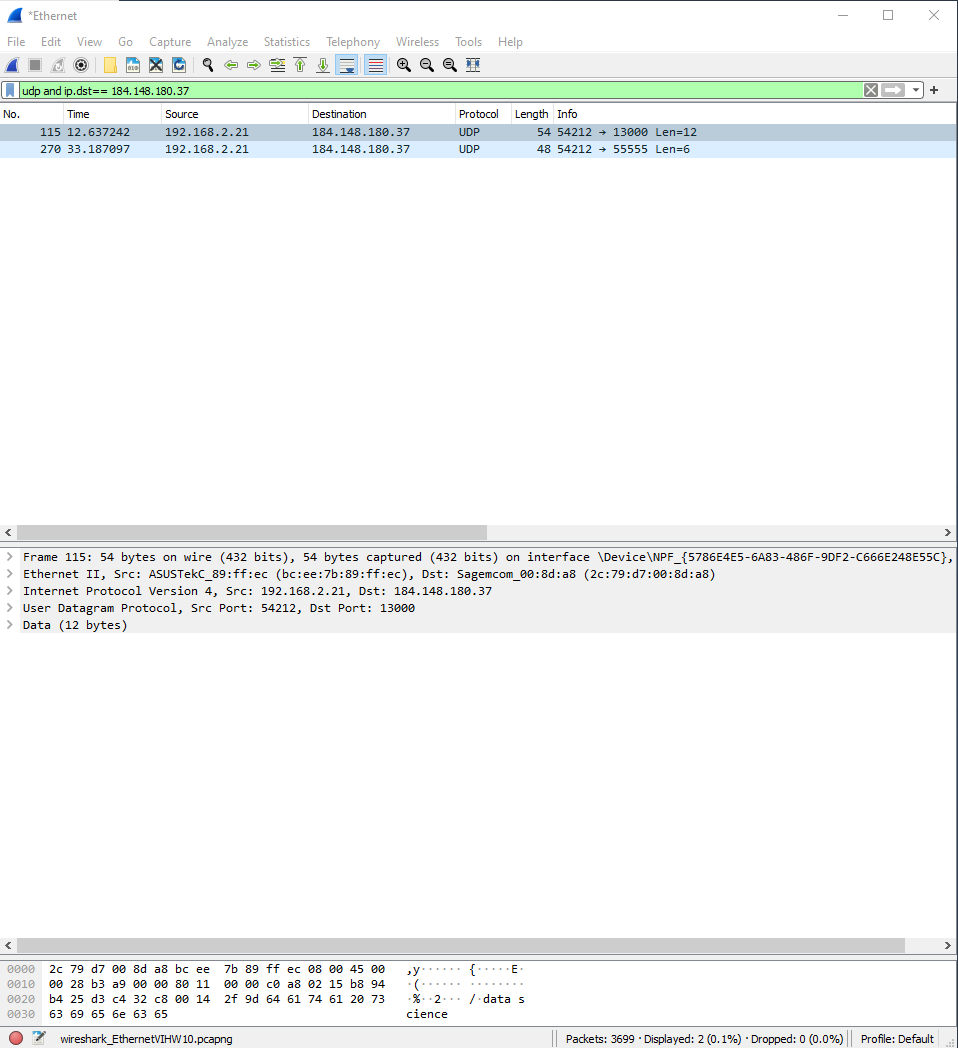 *Ethernet
File Edit View Go Capture Analyze Statistics Telephony Wireless Tools Help
udp and ip.dst== 184.148.180.37
No. Time Source Destination Protocol Length Info
115 12.637242 192.168.2.21 184.148.180.37 UDP 54 54212 → 13000 Len=12
270 33.187097 192.168.2.21 184.148.180.37 UDP 48 54212 → 55555 Len=6
Frame 115: 54 bytes on wire (432 bits), 54 bytes captured (432 bits) on interface \Device\NPF_{5786E4E5-6A83-486F-9DF2-C666E248E55C},
Ethernet II, Src: ASUSTekC_89:ff:ec (bc:ee:7b:89:ff:ec), Dst: Sagemcom_00:8d:a8 (2c:79:d7:00:8d:a8)
Internet Protocol Version 4, Src: 192.168.2.21, Dst: 184.148.180.37
User Datagram Protocol, Src Port: 54212, Dst Port: 13000
Data (12 bytes)
0000 2c 79 d7 00 8d a8 bc ee 7b 89 ff ec 08 00 45 00 ,y······ {·····E·
0010 00 28 b3 a9 00 00 80 11 00 00 c0 a8 02 15 b8 94 ·(······ ········
0020 b4 25 d3 c4 32 c8 00 14 2f 9d 64 61 74 61 20 73 ·%··2··· /·data s
0030 63 69 65 6e 63 65 cience
wireshark_EthernetVIHW10.pcapng Packets: 3699 · Displayed: 2 (0.1%) · Dropped: 0 (0.0%) Profile: Default